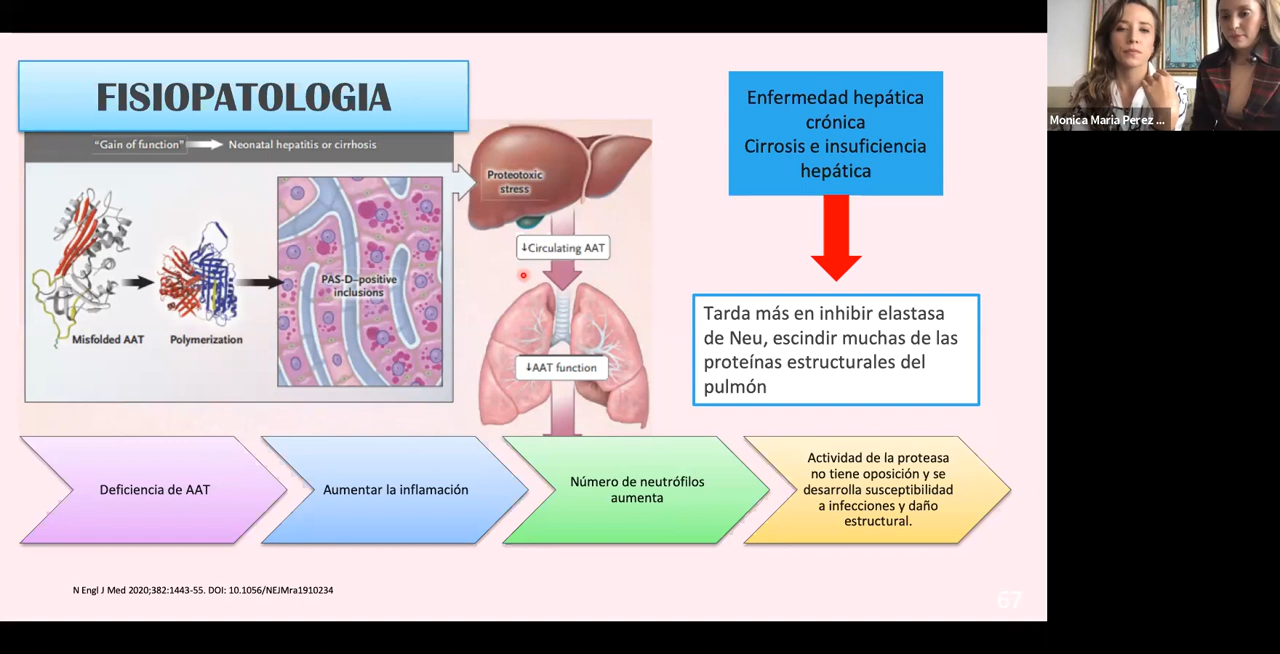 FISIOPATOLOGIA
“Gain of function” Neonatal hepatitis or cirrhosis
Misfolded AAT
Polymerization
PAS-D–positive
inclusions
Proteotoxic
stress
↓Circulating AAT
↓AAT function
Enfermedad hepática
crónica
Cirrosis e insuficiencia
hepática
Tarda más en inhibir elastasa
de Neu, escindir muchas de las
proteínas estructurales del
pulmón
Deficiencia de AAT
Aumentar la inflamación
Número de neutrófilos
aumenta
Actividad de la proteasa
no tiene oposición y se
desarrolla susceptibilidad
a infecciones y daño
estructural.
N Engl J Med 2020;382:1443-55. DOI: 10.1056/NEJMra1910234
67
Monica Maria Perez ...